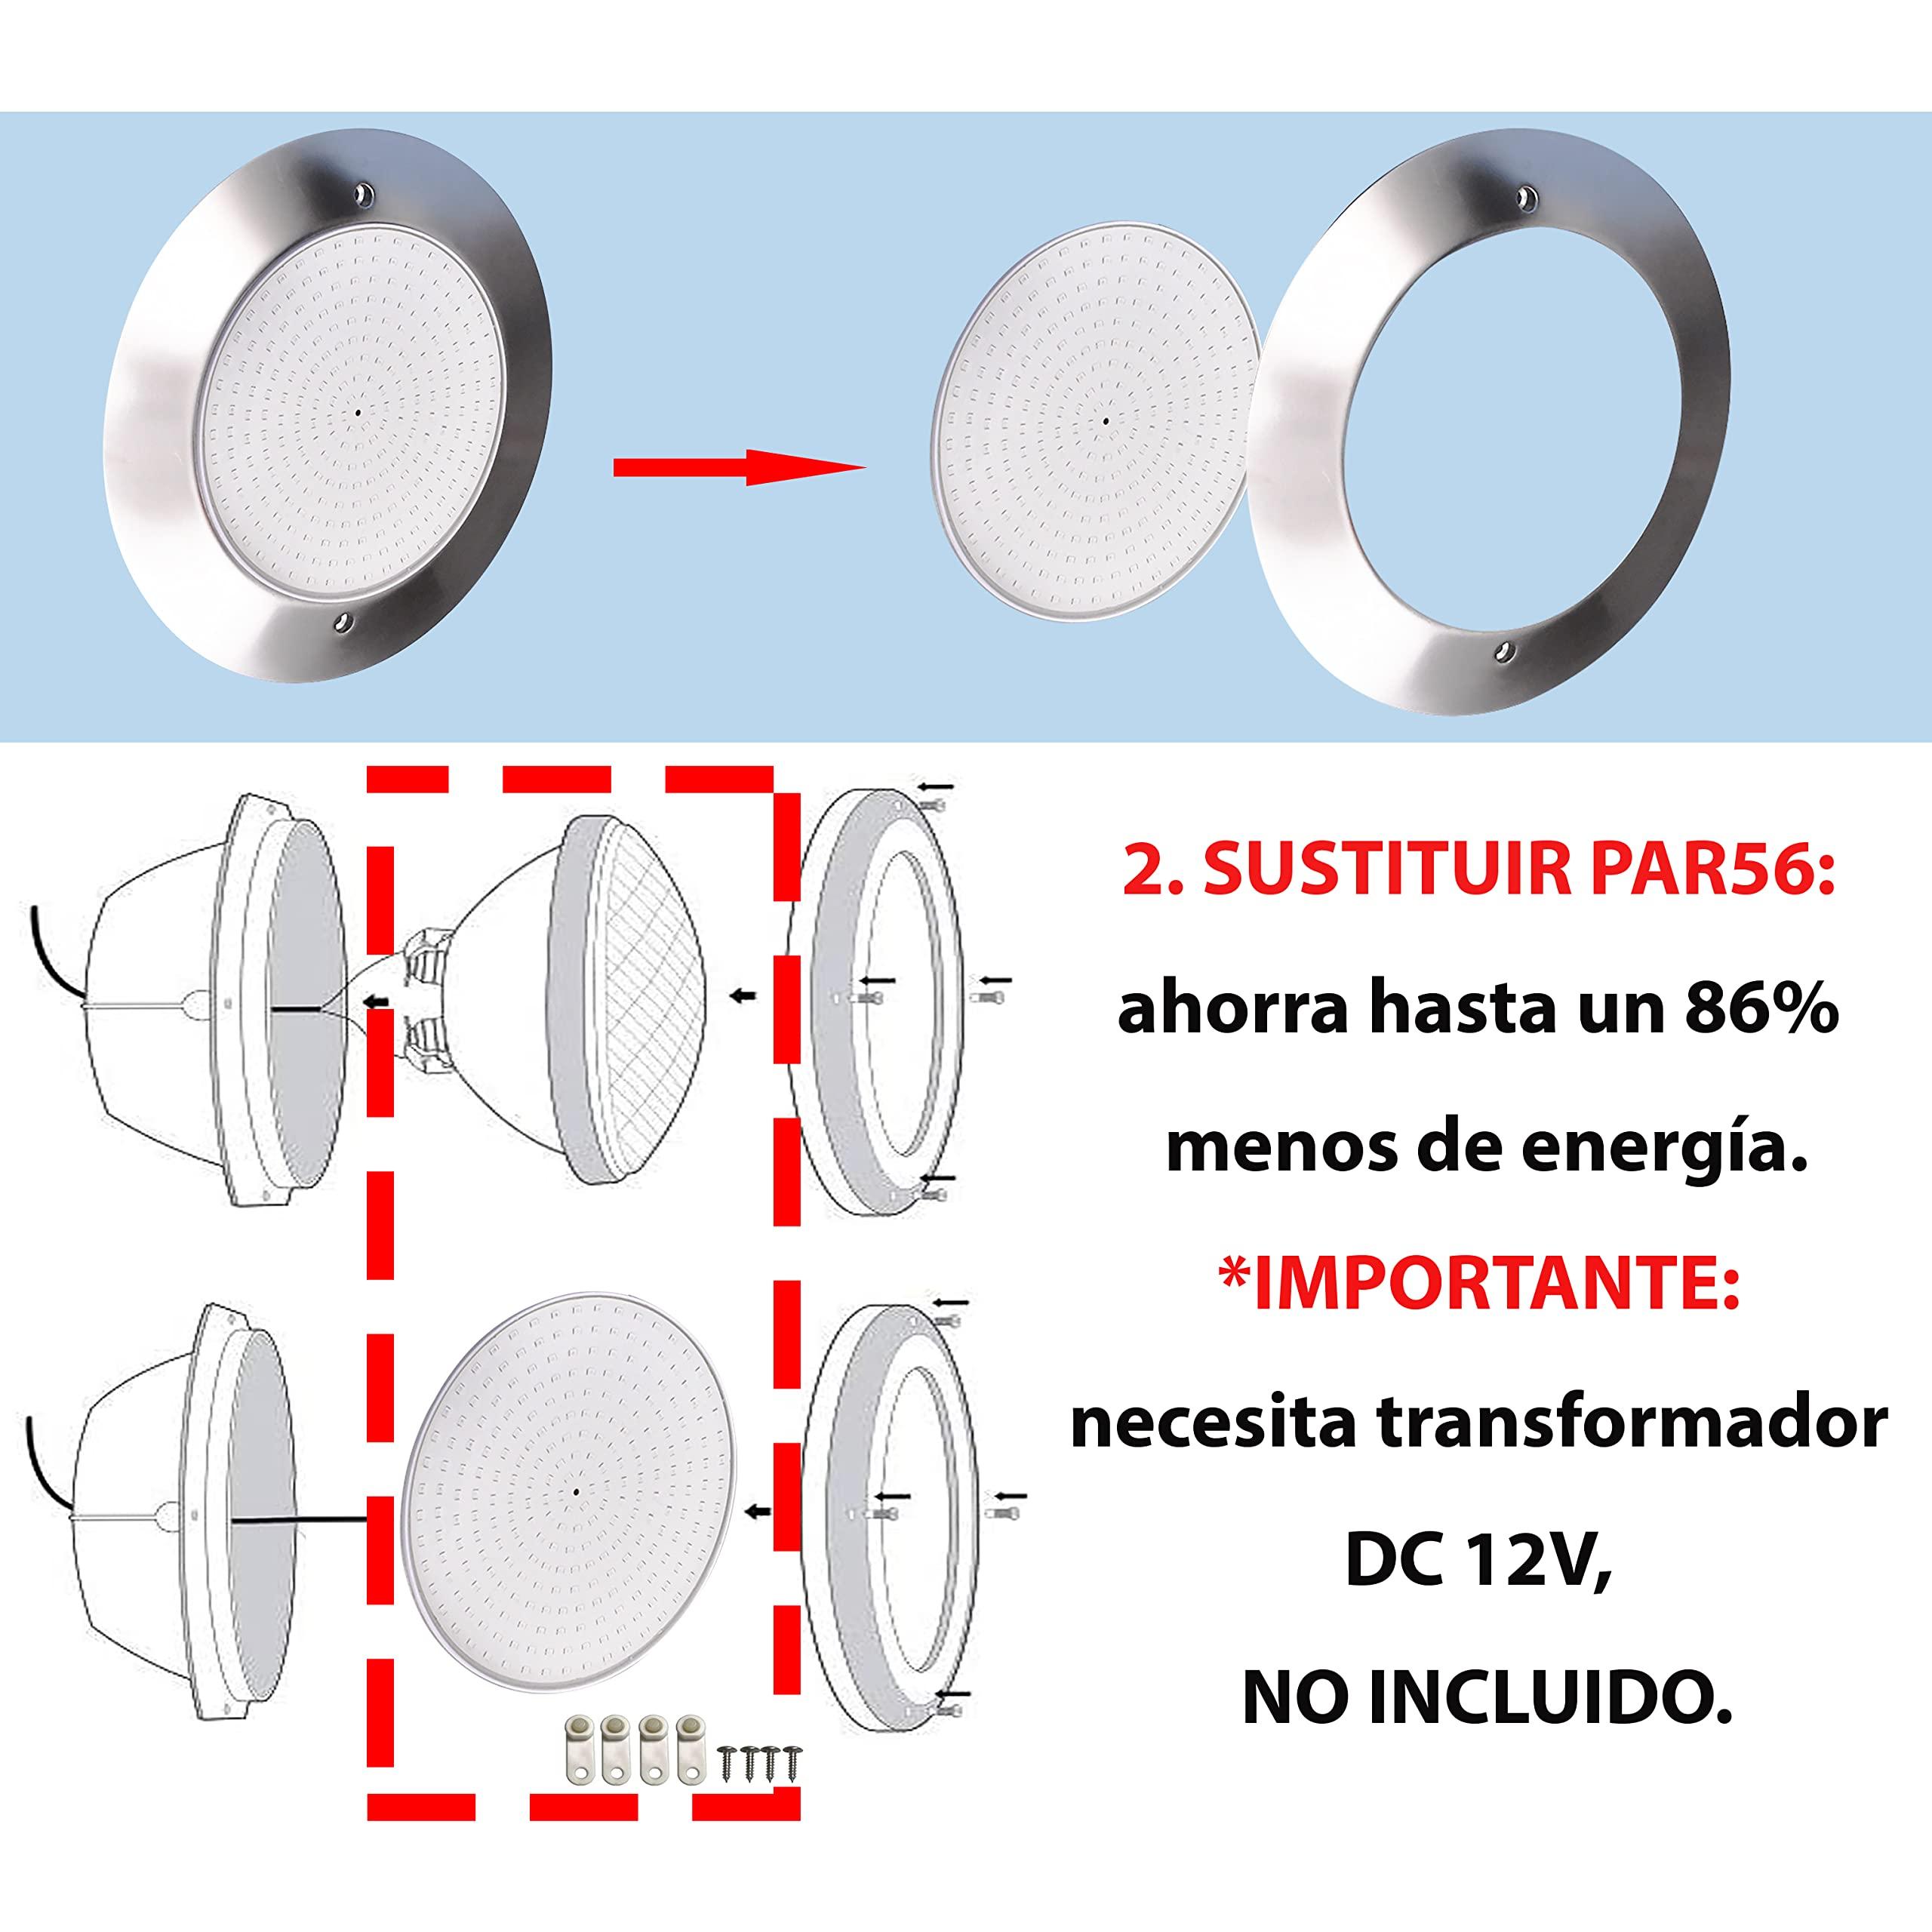 2. SUSTITUIR PAR56:
ahorra hasta un 86%
menos de energía.
*IMPORTANTE:
necesita transformador
DC 12V,
NO INCLUIDO.